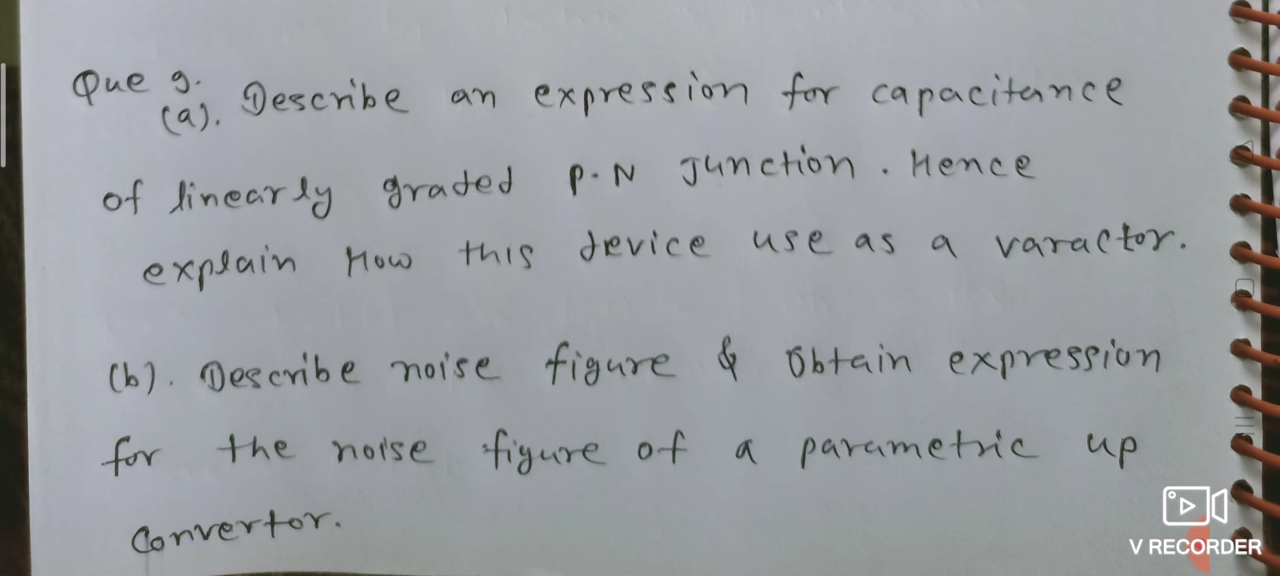 Que 9.
(a). Describe an expression for capacitance
of linearly graded P.N Junction. Hence
explain How this device use as a varactor.
(b). Describe noise figure & Obtain expression
for the noise figure of a parametric up
convertor.
V RECORDER